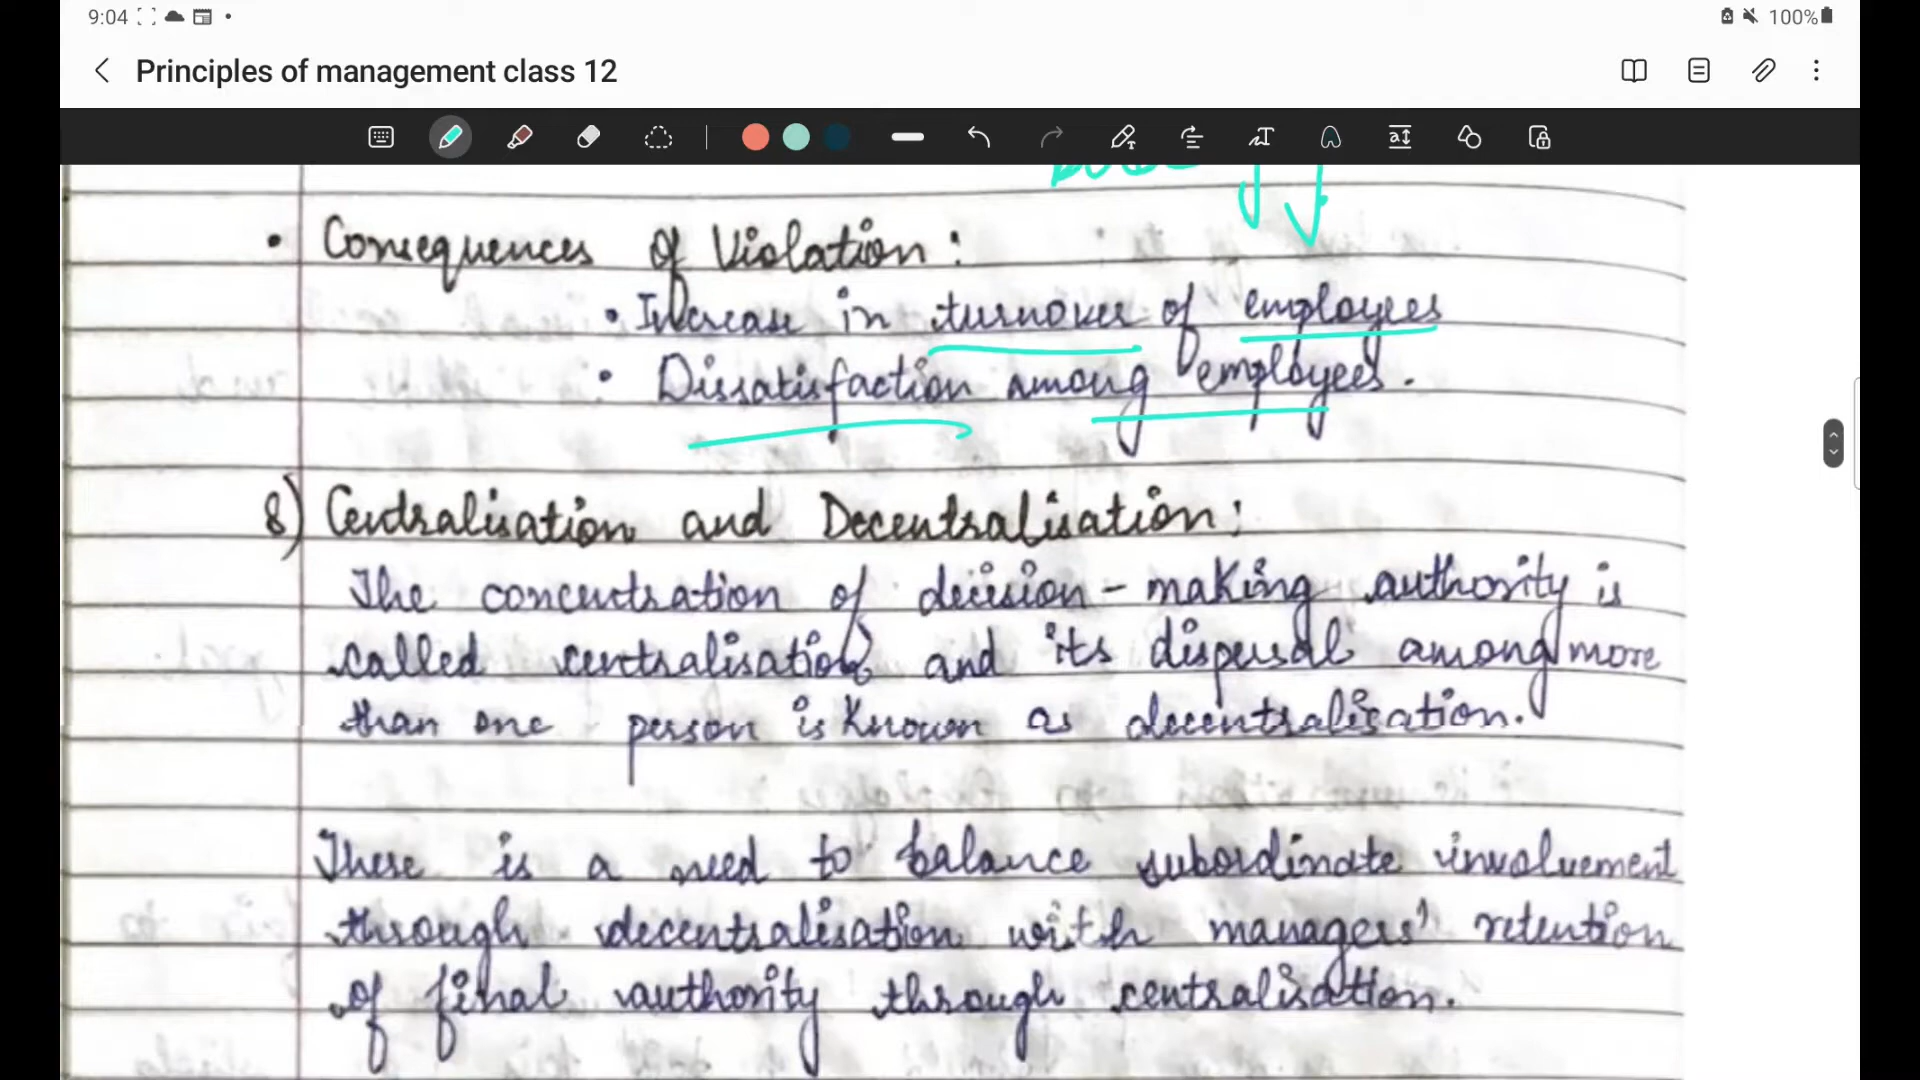 9:04
100%
Principles of management class 12
• Consequences of Violation:
• Increase in turnover of employees
• Dissatisfaction among employees.
8) Centralisation and Decentralisation:
The concentration of decision-making authority is
called centralisation and its dispersal among more
than one person is known as decentralisation.
There is a need to balance subordinate involvement
through decentralisation with managers' retention
of final authority through centralisation.